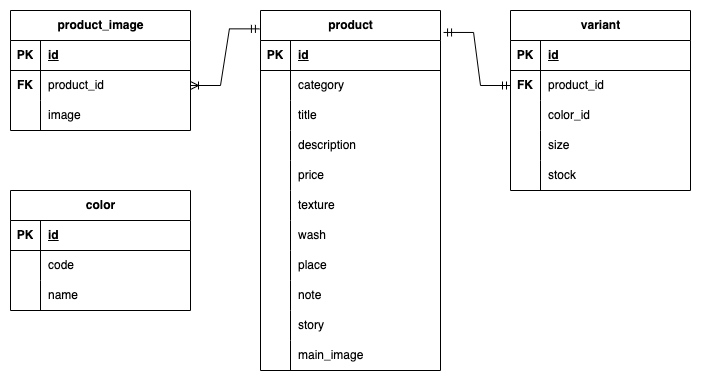 product_image
PK id
FK product_id
image
color
PK id
code
name
product
PK id
category
title
description
price
texture
wash
place
note
story
main_image
variant
PK id
FK product_id
color_id
size
stock